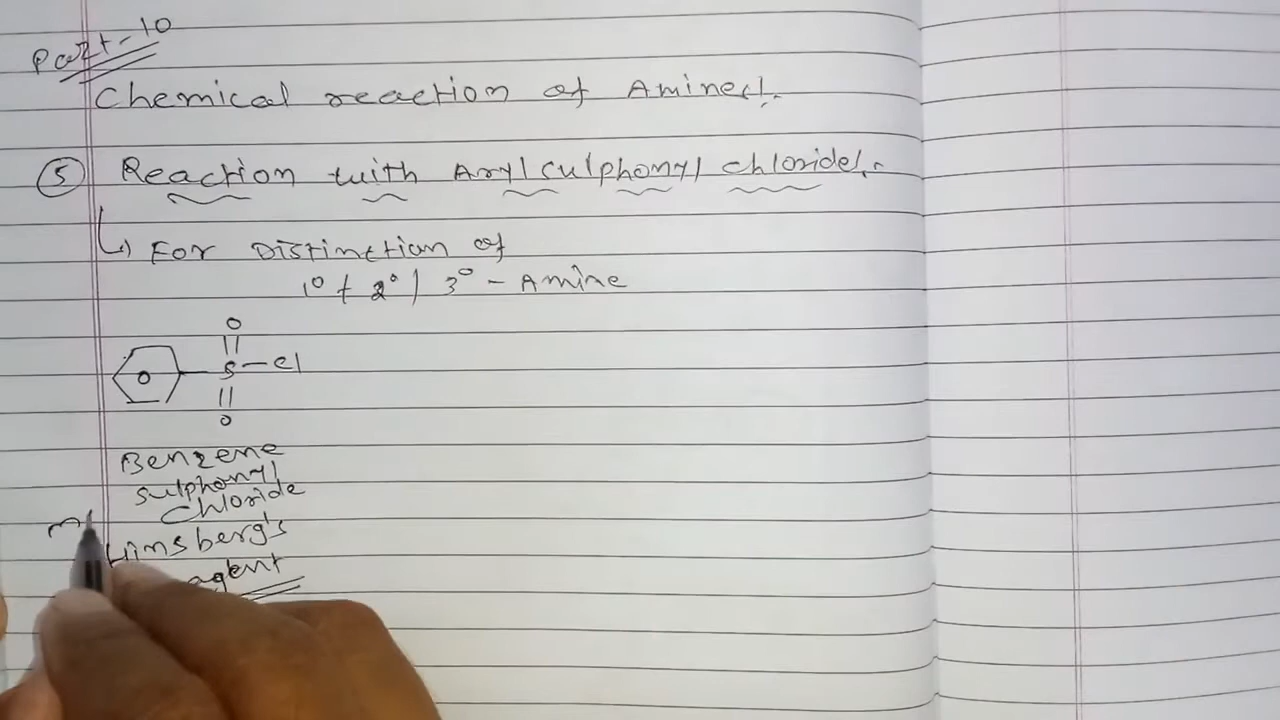 Part-10
Chemical reaction of Amines:.
⑤ Reaction with Aryl sulphonyl chloride:.
↳ For Distinction of
1° / 2° / 3° - Amine
O
S - Cl
O
Benzene
sulphonyl
chloride
Hinsberg's